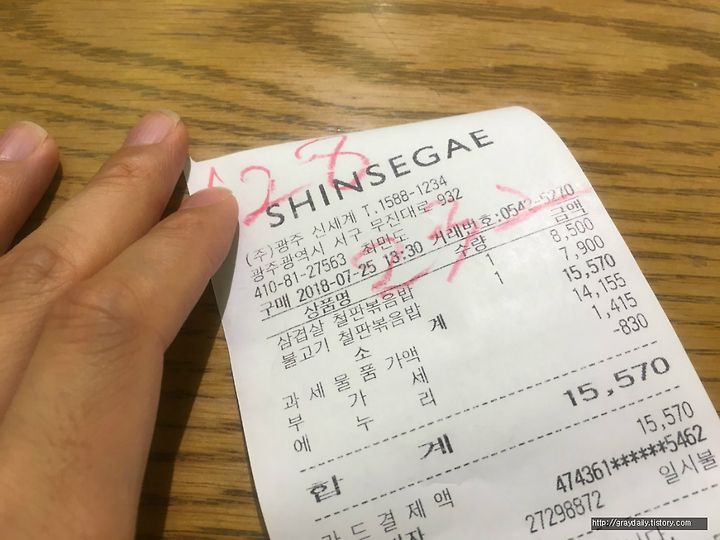 SHINSEGAE
(주)광주 신세계 T.1588-1234
광주광역시 서구 무진대로 932
410-81-27563 최민도
구매 2018-07-25 13:30 거래번호:0542-5270
상품명 수량 금액
삼겹살 철판볶음밥 1 8,500
불고기 철판볶음밥 1 7,900
소 계 15,570
과 세 물 품 가액 14,155
부 가 세 1,415
에 누 리 -830
합 계 15,570
카드결제액 15,570
474361******5462
27298872 일시불
http://graydaily.tistory.com